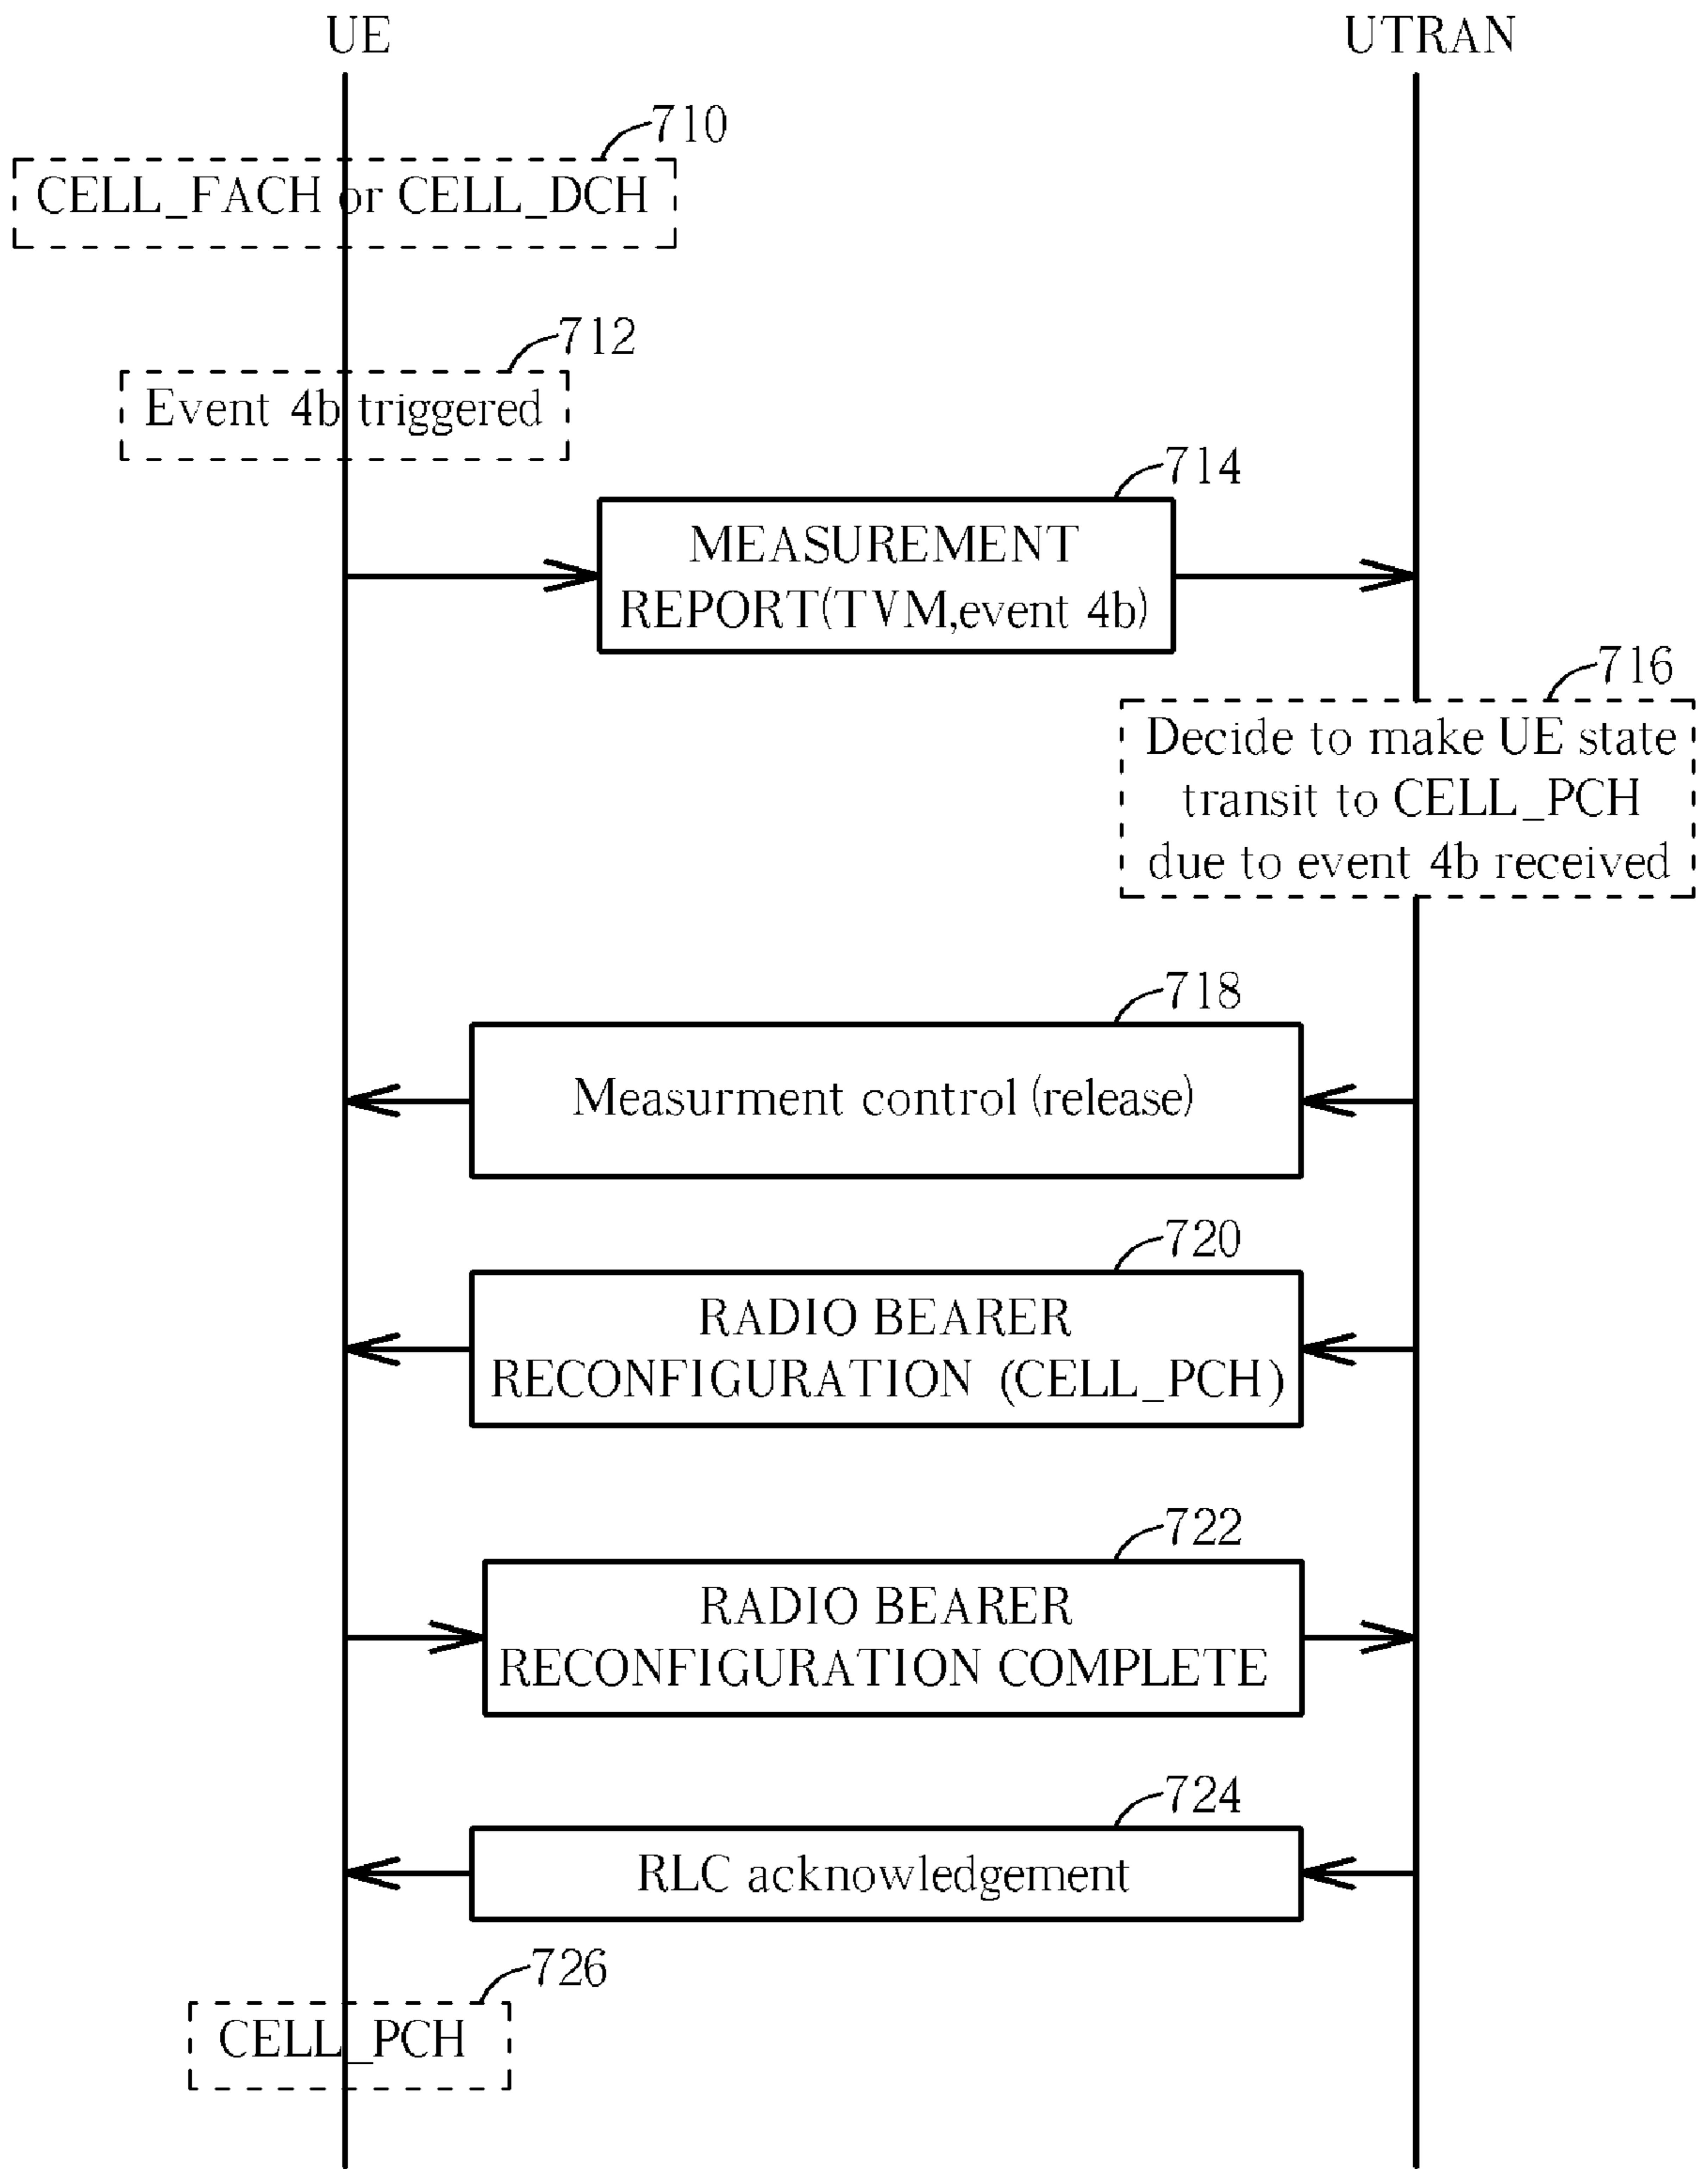 UE
UTRAN
710
CELL_FACH or CELL_DCH
712
Event 4b triggered
714
MEASUREMENT
REPORT(TVM,event 4b)
716
Decide to make UE state
transit to CELL_PCH
due to event 4b received
718
Measurment control (release)
720
RADIO BEARER
RECONFIGURATION (CELL_PCH)
722
RADIO BEARER
RECONFIGURATION COMPLETE
724
RLC acknowledgement
726
CELL_PCH